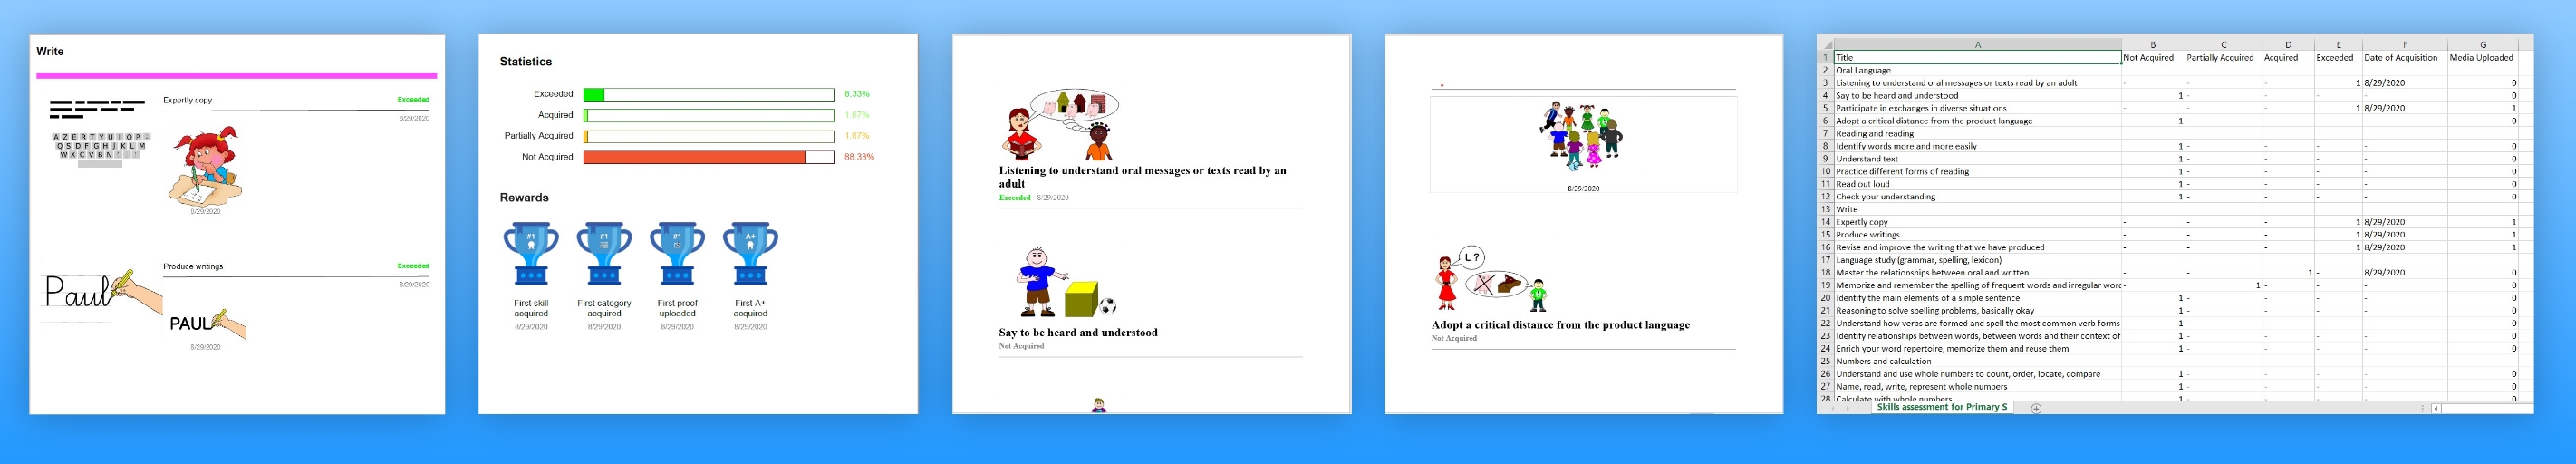 Write
Expertly copy
Exceeded
8/29/2020
A Z E R T Y U I O P -
Q S D F G H J K L M
W X C V B N ' . !
8/29/2020
Produce writings
Exceeded
8/29/2020
Paul
PAUL
8/29/2020
Statistics
Exceeded 8.33%
Acquired 1.67%
Partially Acquired 1.67%
Not Acquired 88.33%
Rewards
#1 #1 #1 A+
First skill acquired
8/29/2020
First category acquired
8/29/2020
First proof uploaded
8/29/2020
First A+ acquired
8/29/2020
Listening to understand oral messages or texts read by an
adult
Exceeded - 8/29/2020
Say to be heard and understood
Not Acquired
8/29/2020
L ?
Adopt a critical distance from the product language
Not Acquired
A B C D E F G
1 Title Not Acquired Partially Acquired Acquired Exceeded Date of Acquisition Media Uploaded
2 Oral Language
3 Listening to understand oral messages or texts read by an adult - - - 1 8/29/2020 0
4 Say to be heard and understood 1 - - - - 0
5 Participate in exchanges in diverse situations - - - 1 8/29/2020 1
6 Adopt a critical distance from the product language 1 - - - - 0
7 Reading and reading
8 Identify words more and more easily 1 - - - - 0
9 Understand text 1 - - - - 0
10 Practice different forms of reading 1 - - - - 0
11 Read out loud 1 - - - - 0
12 Check your understanding 1 - - - - 0
13 Write
14 Expertly copy - - - 1 8/29/2020 1
15 Produce writings - - - 1 8/29/2020 1
16 Revise and improve the writing that we have produced - - - 1 8/29/2020 1
17 Language study (grammar, spelling, lexicon)
18 Master the relationships between oral and written - - 1 - 8/29/2020 0
19 Memorize and remember the spelling of frequent words and irregular word - 1 - - - 0
20 Identify the main elements of a simple sentence 1 - - - - 0
21 Reasoning to solve spelling problems, basically okay 1 - - - - 0
22 Understand how verbs are formed and spell the most common verb forms 1 - - - - 0
23 Identify relationships between words, between words and their context of 1 - - - - 0
24 Enrich your word repertoire, memorize them and reuse them 1 - - - - 0
25 Numbers and calculation
26 Understand and use whole numbers to count, order, locate, compare 1 - - - - 0
27 Name, read, write, represent whole numbers 1 - - - - 0
28 Calculate with whole numbers 1 - - - - 0
Skills assessment for Primary S